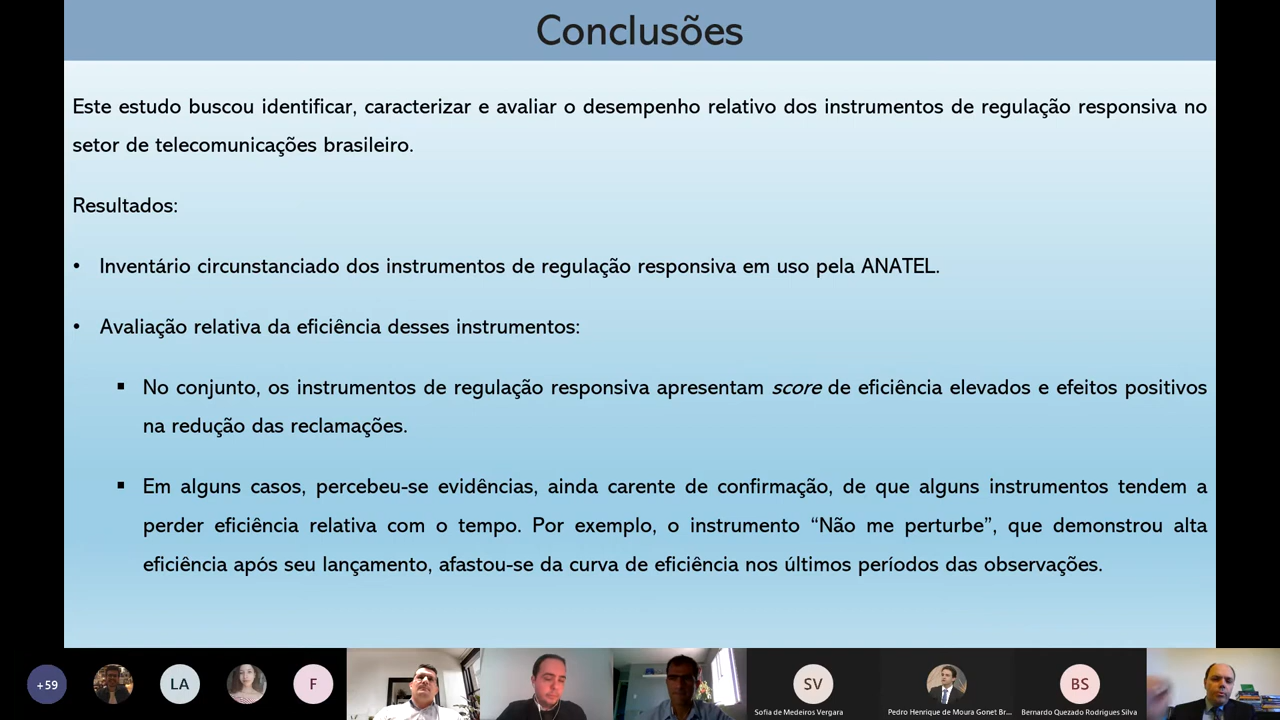 Conclusões
Este estudo buscou identificar, caracterizar e avaliar o desempenho relativo dos instrumentos de regulação responsiva no
setor de telecomunicações brasileiro.
Resultados:
• Inventário circunstanciado dos instrumentos de regulação responsiva em uso pela ANATEL.
• Avaliação relativa da eficiência desses instrumentos:
▪ No conjunto, os instrumentos de regulação responsiva apresentam score de eficiência elevados e efeitos positivos
na redução das reclamações.
▪ Em alguns casos, percebeu-se evidências, ainda carente de confirmação, de que alguns instrumentos tendem a
perder eficiência relativa com o tempo. Por exemplo, o instrumento “Não me perturbe”, que demonstrou alta
eficiência após seu lançamento, afastou-se da curva de eficiência nos últimos períodos das observações.
+59
LA
F
SV
BS
Sofia de Medeiros Vergara
Pedro Henrique de Moura Gonet Br...
Bernardo Quezado Rodrigues Silva